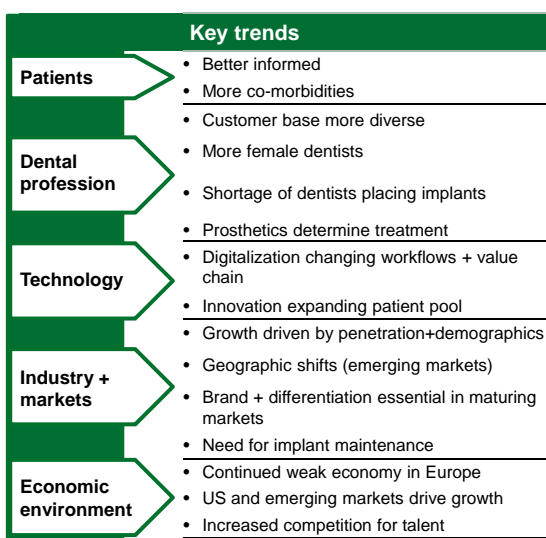 Key trends
Patients
• Better informed
• More co-morbidities
Dental
profession
• Customer base more diverse
• More female dentists
• Shortage of dentists placing implants
• Prosthetics determine treatment
Technology
• Digitalization changing workflows + value
chain
• Innovation expanding patient pool
Industry +
markets
• Growth driven by penetration+demographics
• Geographic shifts (emerging markets)
• Brand + differentiation essential in maturing
markets
• Need for implant maintenance
Economic
environment
• Continued weak economy in Europe
• US and emerging markets drive growth
• Increased competition for talent